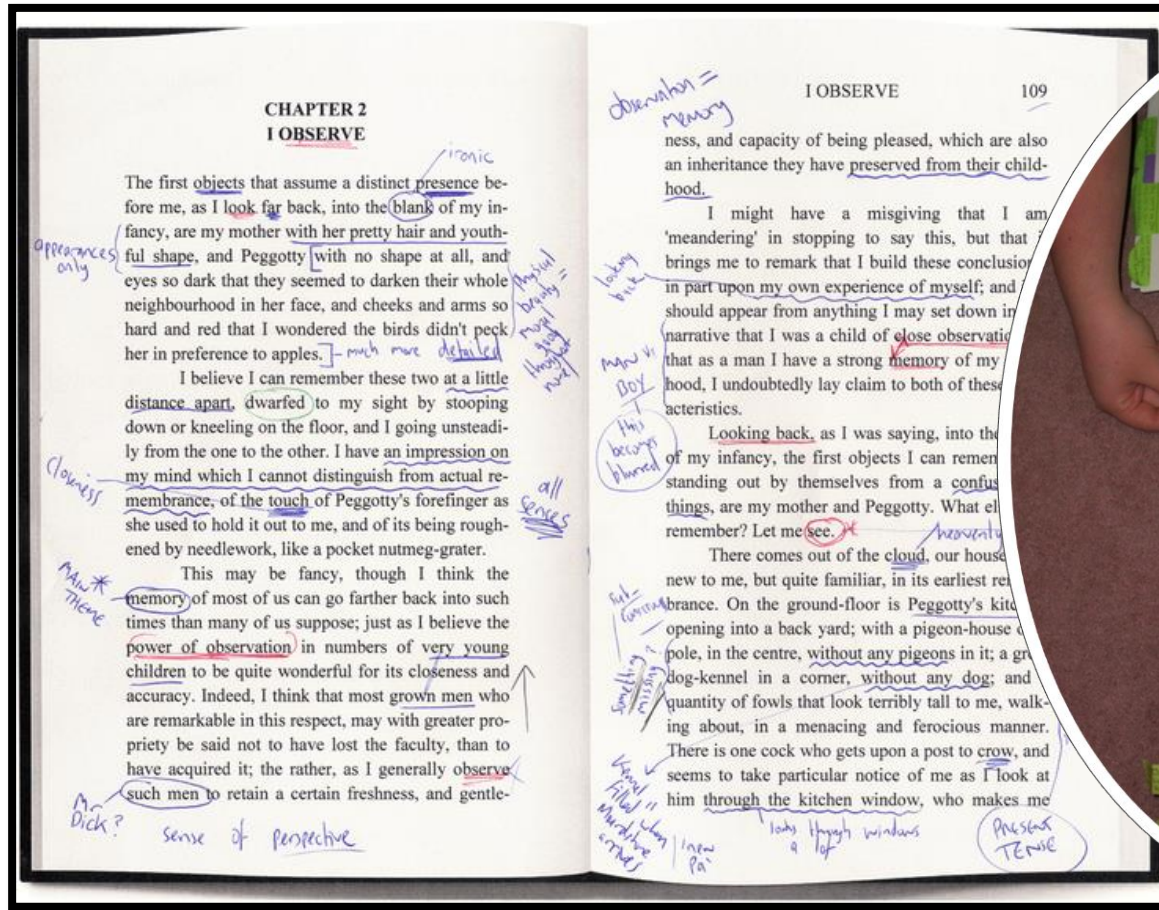 CHAPTER 2
I OBSERVE
ironic
The first objects that assume a distinct presence be-
fore me, as I look far back, into the blank of my in-
fancy, are my mother with her pretty hair and youth-
ful shape, and Peggotty with no shape at all, and
eyes so dark that they seemed to darken their whole
neighbourhood in her face, and cheeks and arms so
hard and red that I wondered the birds didn't peck
her in preference to apples.
much more detailed
appearances
only
physical
beauty =
moral
throughout
novel
I believe I can remember these two at a little
distance apart, dwarfed to my sight by stooping
down or kneeling on the floor, and I going unsteadi-
ly from the one to the other. I have an impression on
my mind which I cannot distinguish from actual re-
membrance, of the touch of Peggotty's forefinger as
she used to hold it out to me, and of its being rough-
ened by needlework, like a pocket nutmeg-grater.
closeness
all
senses
This may be fancy, though I think the
memory of most of us can go farther back into such
times than many of us suppose; just as I believe the
power of observation in numbers of very young
children to be quite wonderful for its closeness and
accuracy. Indeed, I think that most grown men who
are remarkable in this respect, may with greater pro-
priety be said not to have lost the faculty, than to
have acquired it; the rather, as I generally observe
such men to retain a certain freshness, and gentle-
MAIN *
THEME
Mr
Dick?
sense of perspective
I OBSERVE 109
observation =
memory
ness, and capacity of being pleased, which are also
an inheritance they have preserved from their child-
hood.
I might have a misgiving that I am
'meandering' in stopping to say this, but that i
brings me to remark that I build these conclusion
in part upon my own experience of myself; and
should appear from anything I may set down in
narrative that I was a child of close observatio
that as a man I have a strong memory of my
hood, I undoubtedly lay claim to both of these
acteristics.
looking
back
MAN vs
BOY
this
becomes
blurred
Looking back, as I was saying, into the
of my infancy, the first objects I can remem
standing out by themselves from a confus
things, are my mother and Peggotty. What el
remember? Let me see.
heavenly
There comes out of the cloud, our house
new to me, but quite familiar, in its earliest re
brance. On the ground-floor is Peggotty's kit
opening into a back yard; with a pigeon-house
pole, in the centre, without any pigeons in it; a gr
dog-kennel in a corner, without any dog; and
quantity of fowls that look terribly tall to me, walk-
ing about, in a menacing and ferocious manner.
There is one cock who gets upon a post to crow, and
seems to take particular notice of me as I look at
him through the kitchen window, who makes me
something
missing?
Kennel
filled when
Murdstone
arrives
'new
Pa'
looks through windows
a lot
PRESENT
TENSE